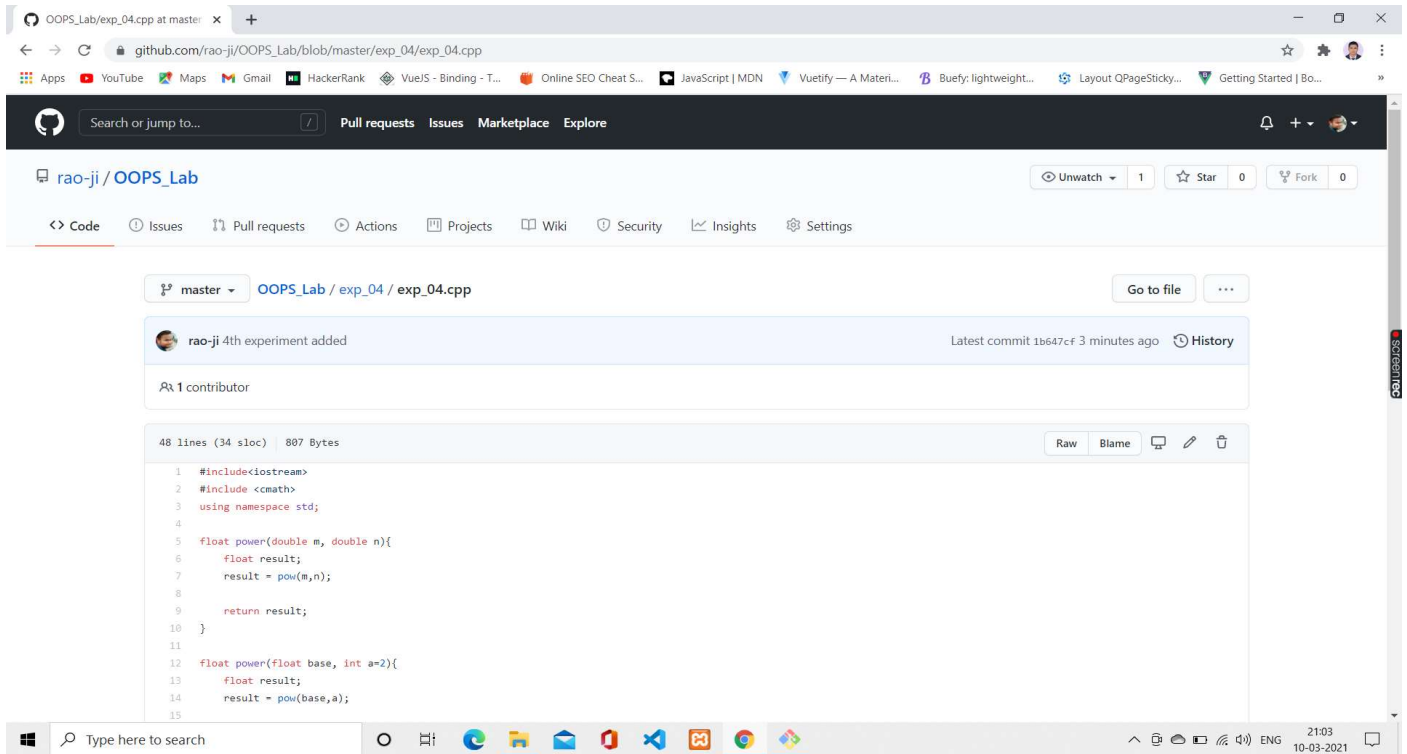 OOPS_Lab/exp_04.cpp at master
github.com/rao-ji/OOPS_Lab/blob/master/exp_04/exp_04.cpp
Apps YouTube Maps Gmail HackerRank VueJS - Binding - T... Online SEO Cheat S... JavaScript | MDN Vuetify — A Materi... Buefy: lightweight... Layout QPageSticky... Getting Started | Bo... »
Search or jump to... / Pull requests Issues Marketplace Explore
rao-ji / OOPS_Lab Unwatch 1 Star 0 Fork 0
<> Code Issues Pull requests Actions Projects Wiki Security Insights Settings
master OOPS_Lab / exp_04 / exp_04.cpp Go to file ...
rao-ji 4th experiment added Latest commit 1b647cf 3 minutes ago History
1 contributor
screenrec
48 lines (34 sloc) 807 Bytes Raw Blame
1 #include<iostream>
2 #include <cmath>
3 using namespace std;
4
5 float power(double m, double n){
6 float result;
7 result = pow(m,n);
8
9 return result;
10 }
11
12 float power(float base, int a=2){
13 float result;
14 result = pow(base,a);
15
Type here to search ENG 21:03
10-03-2021